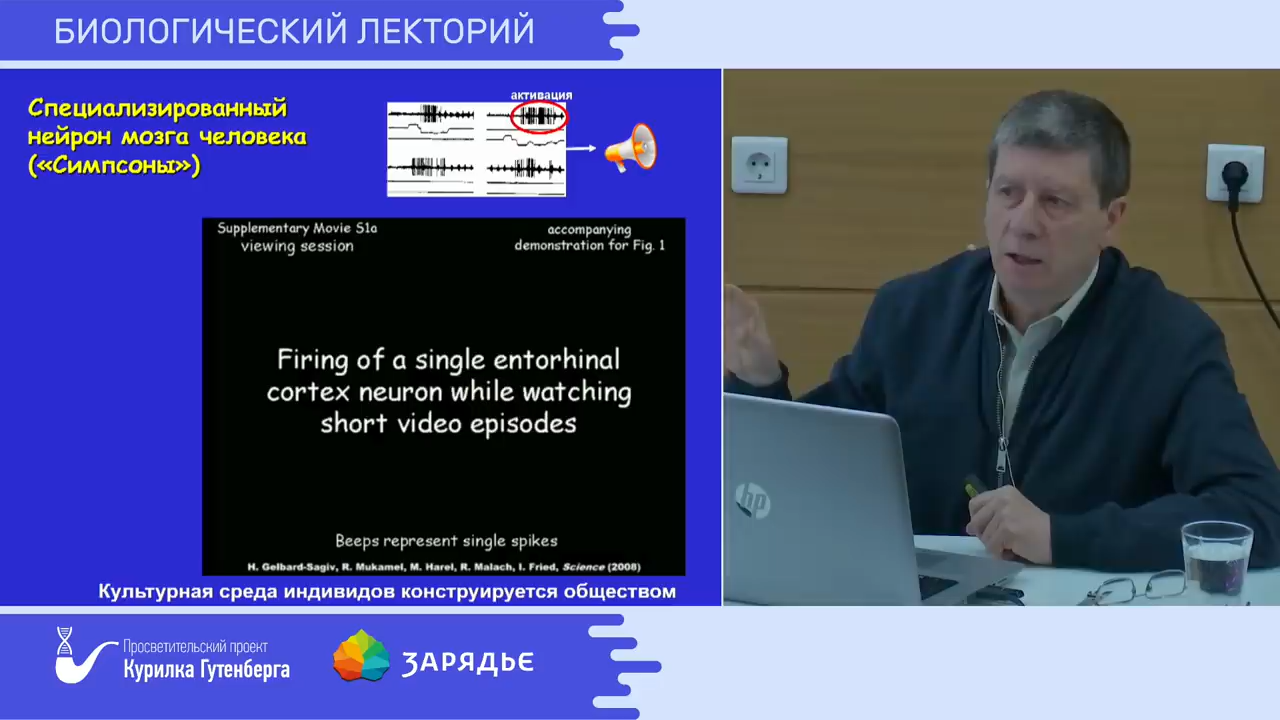 БИОЛОГИЧЕСКИЙ ЛЕКТОРИЙ
Специализированный
нейрон мозга человека
(«Симпсоны»)
активация
Supplementary Movie S1a
viewing session
accompanying
demonstration for Fig. 1
Firing of a single entorhinal
cortex neuron while watching
short video episodes
Beeps represent single spikes
H. Gelbard-Sagiv, R. Mukamel, M. Harel, R. Malach, I. Fried, Science (2008)
Культурная среда индивидов конструируется обществом
hp
Просветительский проект
Курилка Гутенберга
ЗАРЯДЬЕ